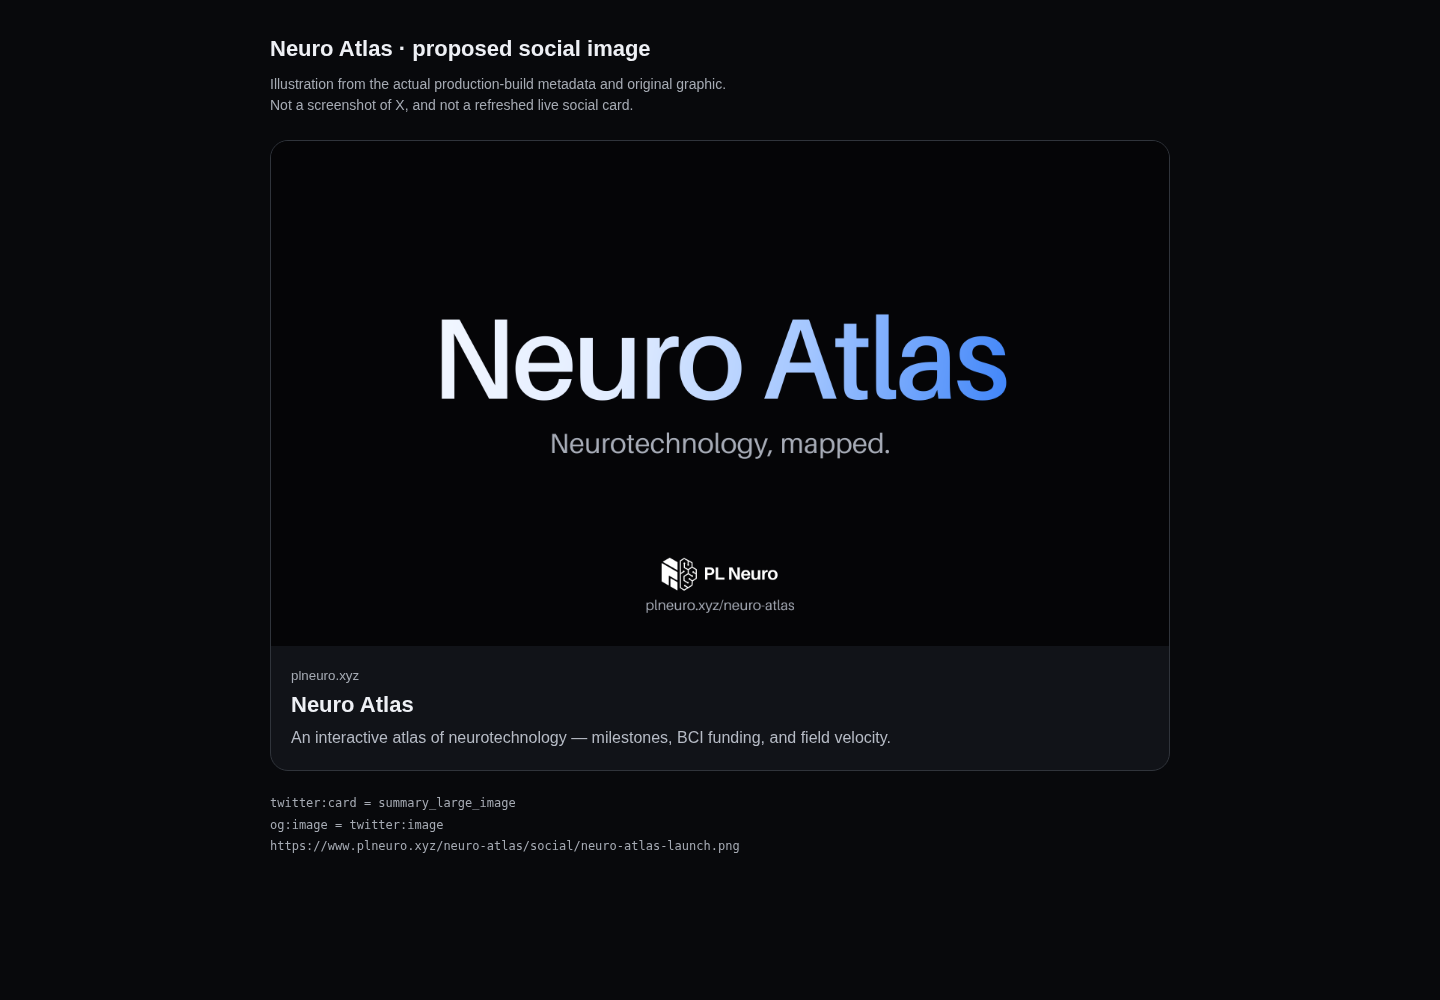 Neuro Atlas · proposed social image
Illustration from the actual production-build metadata and original graphic.
Not a screenshot of X, and not a refreshed live social card.
Neuro Atlas
Neurotechnology, mapped.
PL Neuro
plneuro.xyz/neuro-atlas
plneuro.xyz
Neuro Atlas
An interactive atlas of neurotechnology — milestones, BCI funding, and field velocity.
twitter:card = summary_large_image
og:image = twitter:image
https://www.plneuro.xyz/neuro-atlas/social/neuro-atlas-launch.png